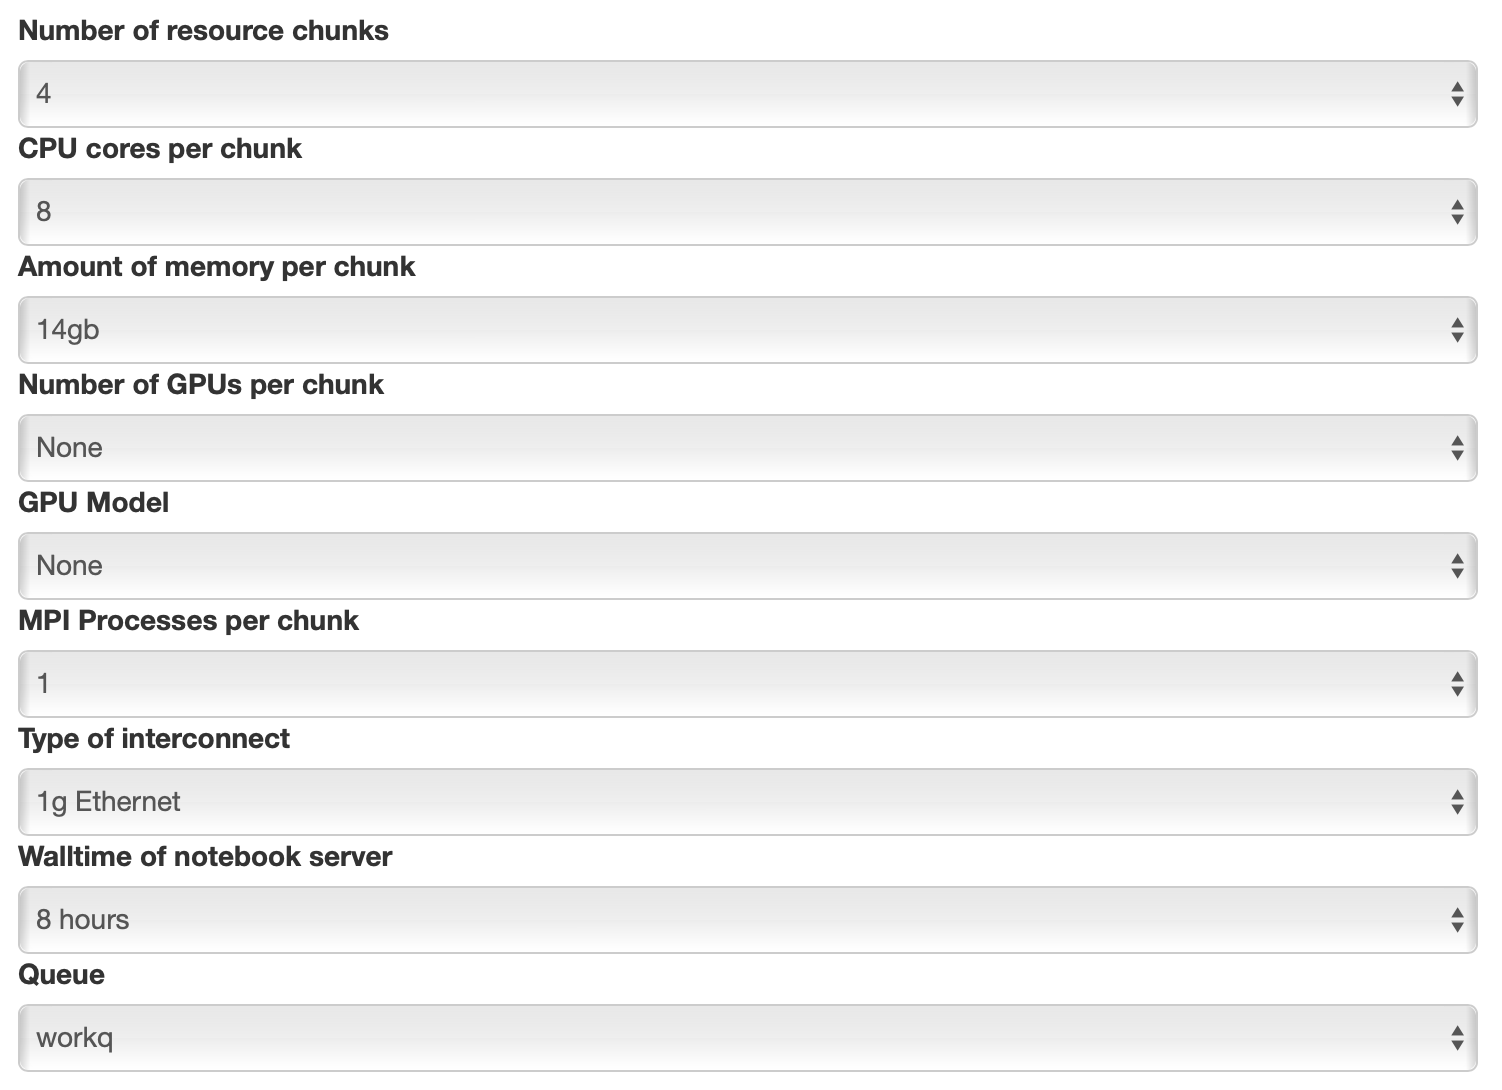 Number of resource chunks
4
CPU cores per chunk
8
Amount of memory per chunk
14gb
Number of GPUs per chunk
None
GPU Model
None
MPI Processes per chunk
1
Type of interconnect
1g Ethernet
Walltime of notebook server
8 hours
Queue
workq